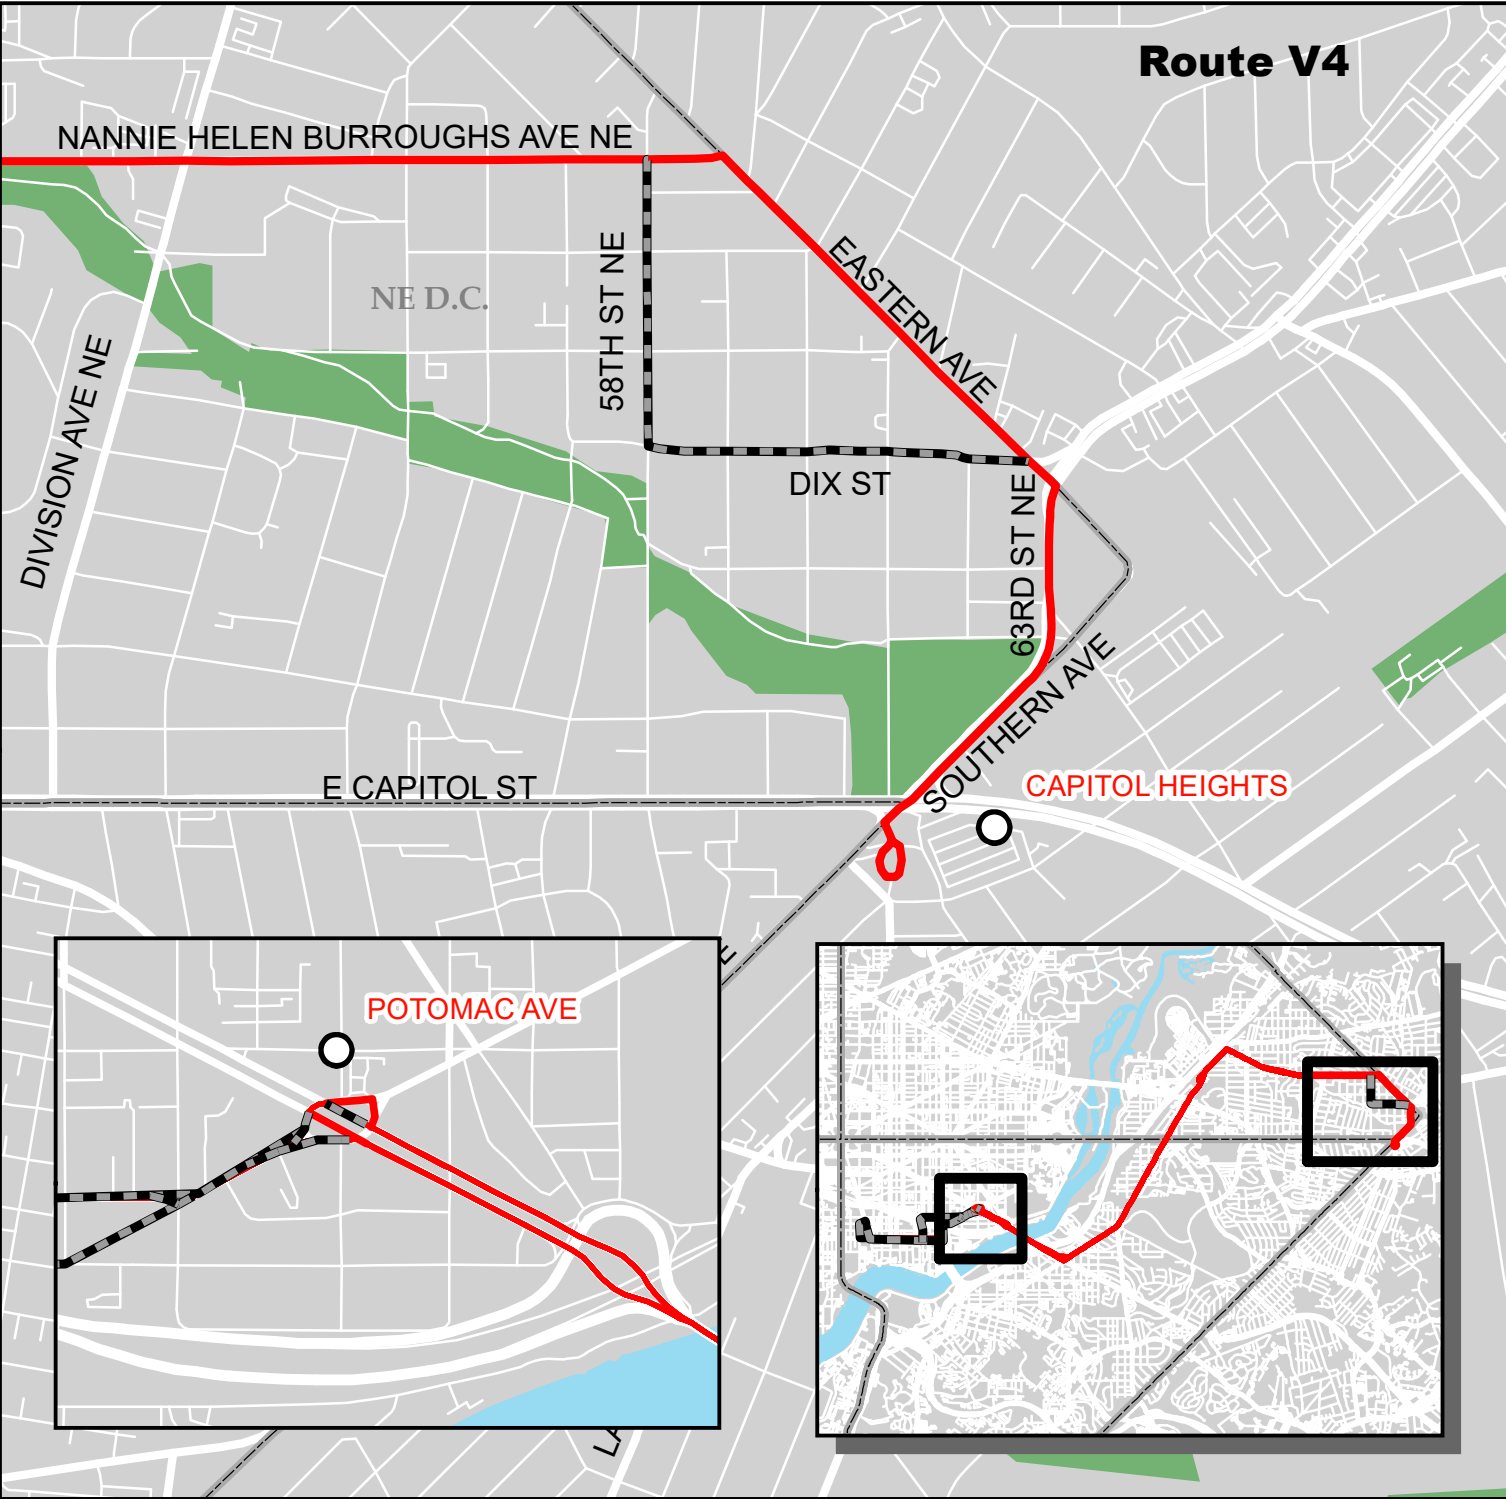 Route V4
NANNIE HELEN BURROUGHS AVE NE
EASTERN AVE
58TH ST NE
NE D.C.
DIVISION AVE NE
DIX ST
63RD ST NE
SOUTHERN AVE
E CAPITOL ST
CAPITOL HEIGHTS
E
POTOMAC AVE
LA